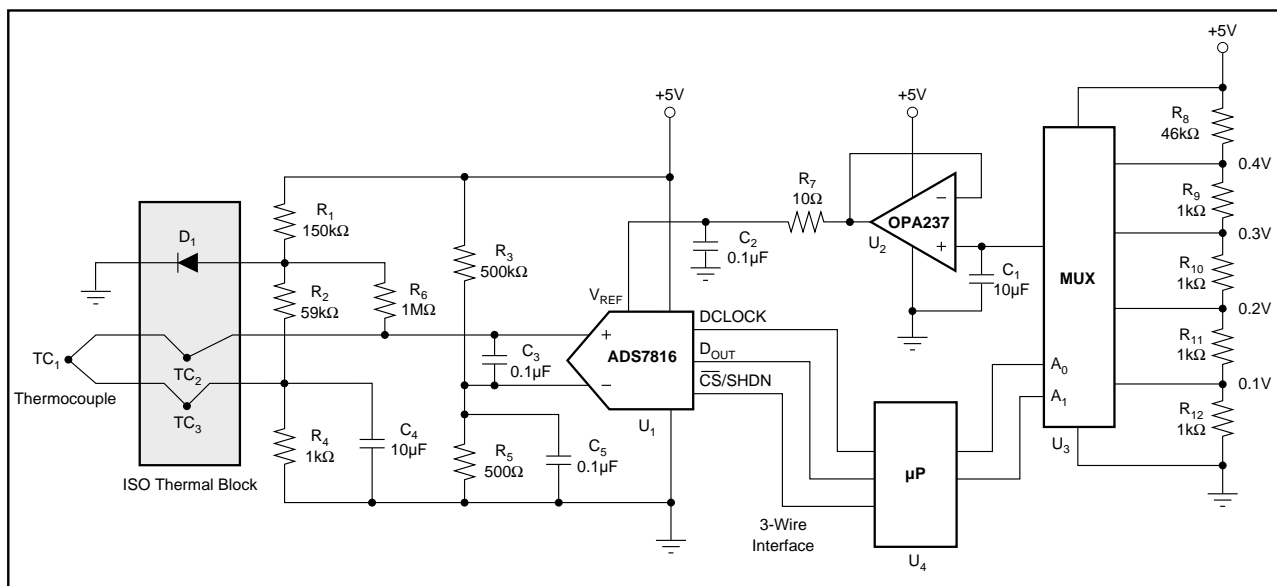 +5V
+5V
+5V
R8
46kΩ
0.4V
R9
1kΩ
0.3V
R10
1kΩ
0.2V
R11
1kΩ
0.1V
R12
1kΩ
MUX
A0
A1
U3
C1
10µF
OPA237
−
+
U2
R7
10Ω
C2
0.1µF
VREF
D1
R1
150kΩ
R2
59kΩ
R6
1MΩ
R3
500kΩ
TC1
Thermocouple
TC2
TC3
ISO Thermal Block
R4
1kΩ
C4
10µF
C3
0.1µF
R5
500Ω
C5
0.1µF
+
−
ADS7816
U1
DCLOCK
DOUT
CS/SHDN
3-Wire
Interface
µP
U4